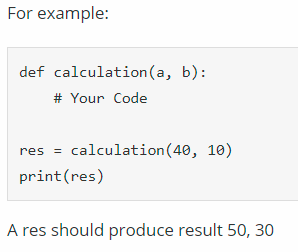 For example:
def calculation(a, b):
    # Your Code
res = calculation(40, 10)
print(res)
A res should produce result 50, 30